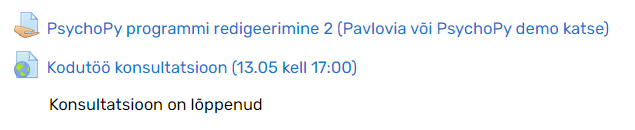 PsychoPy programmi redigeerimine 2 (Pavlovia või PsychoPy demo katse)
Kodutöö konsultatsioon (13.05 kell 17:00)
Konsultatsioon on lõppenud